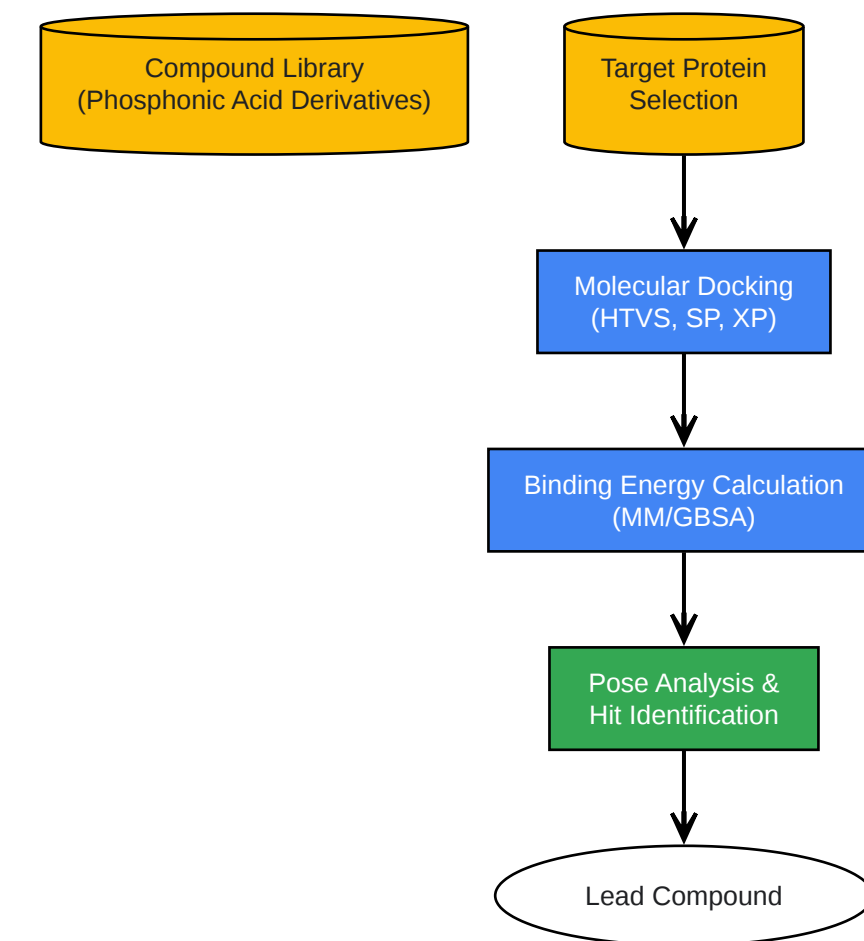 Compound Library
(Phosphonic Acid Derivatives)
Target Protein
Selection
Molecular Docking
(HTVS, SP, XP)
Binding Energy Calculation
(MM/GBSA)
Pose Analysis &
Hit Identification
Lead Compound